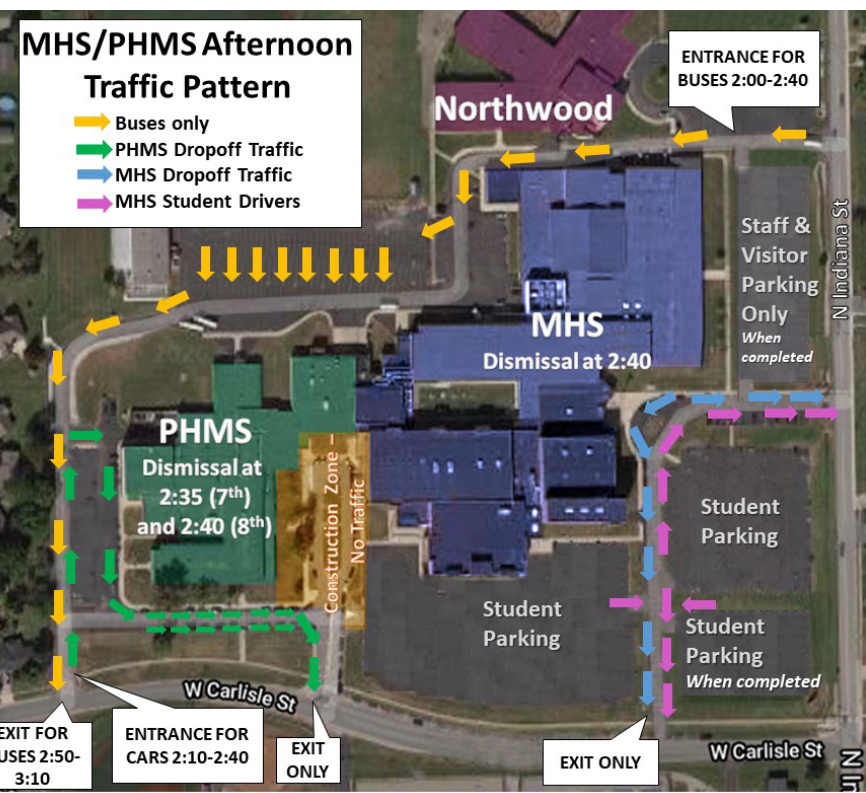 MHS/PHMS Afternoon
Traffic Pattern
Buses only
PHMS Dropoff Traffic
MHS Dropoff Traffic
MHS Student Drivers
Northwood
ENTRANCE FOR
BUSES 2:00-2:40
Staff &
Visitor
Parking
Only
When
completed
N Indiana St
MHS
Dismissal at 2:40
PHMS
Dismissal at
2:35 (7th)
and 2:40 (8th)
Construction Zone –
No Traffic
Student
Parking
Student
Parking
Student
Parking
When completed
W Carlisle St
EXIT FOR
BUSES 2:50-
3:10
ENTRANCE FOR
CARS 2:10-2:40
EXIT
ONLY
EXIT ONLY
W Carlisle St